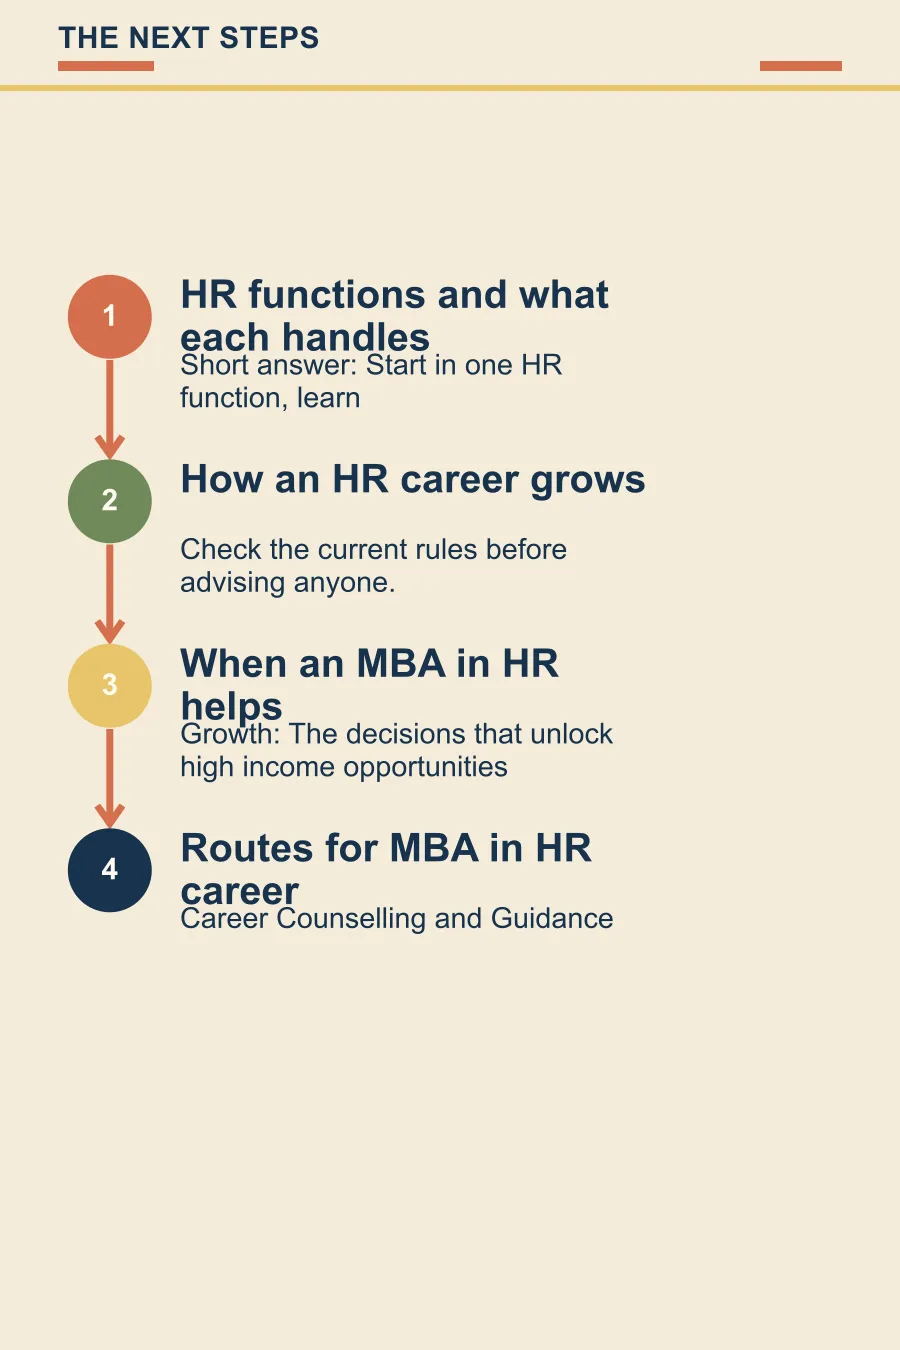 THE NEXT STEPS
1
HR functions and what
each handles
Short answer: Start in one HR
function, learn
2
How an HR career grows
Check the current rules before
advising anyone.
3
When an MBA in HR
helps
Growth: The decisions that unlock
high income opportunities
4
Routes for MBA in HR
career
Career Counselling and Guidance